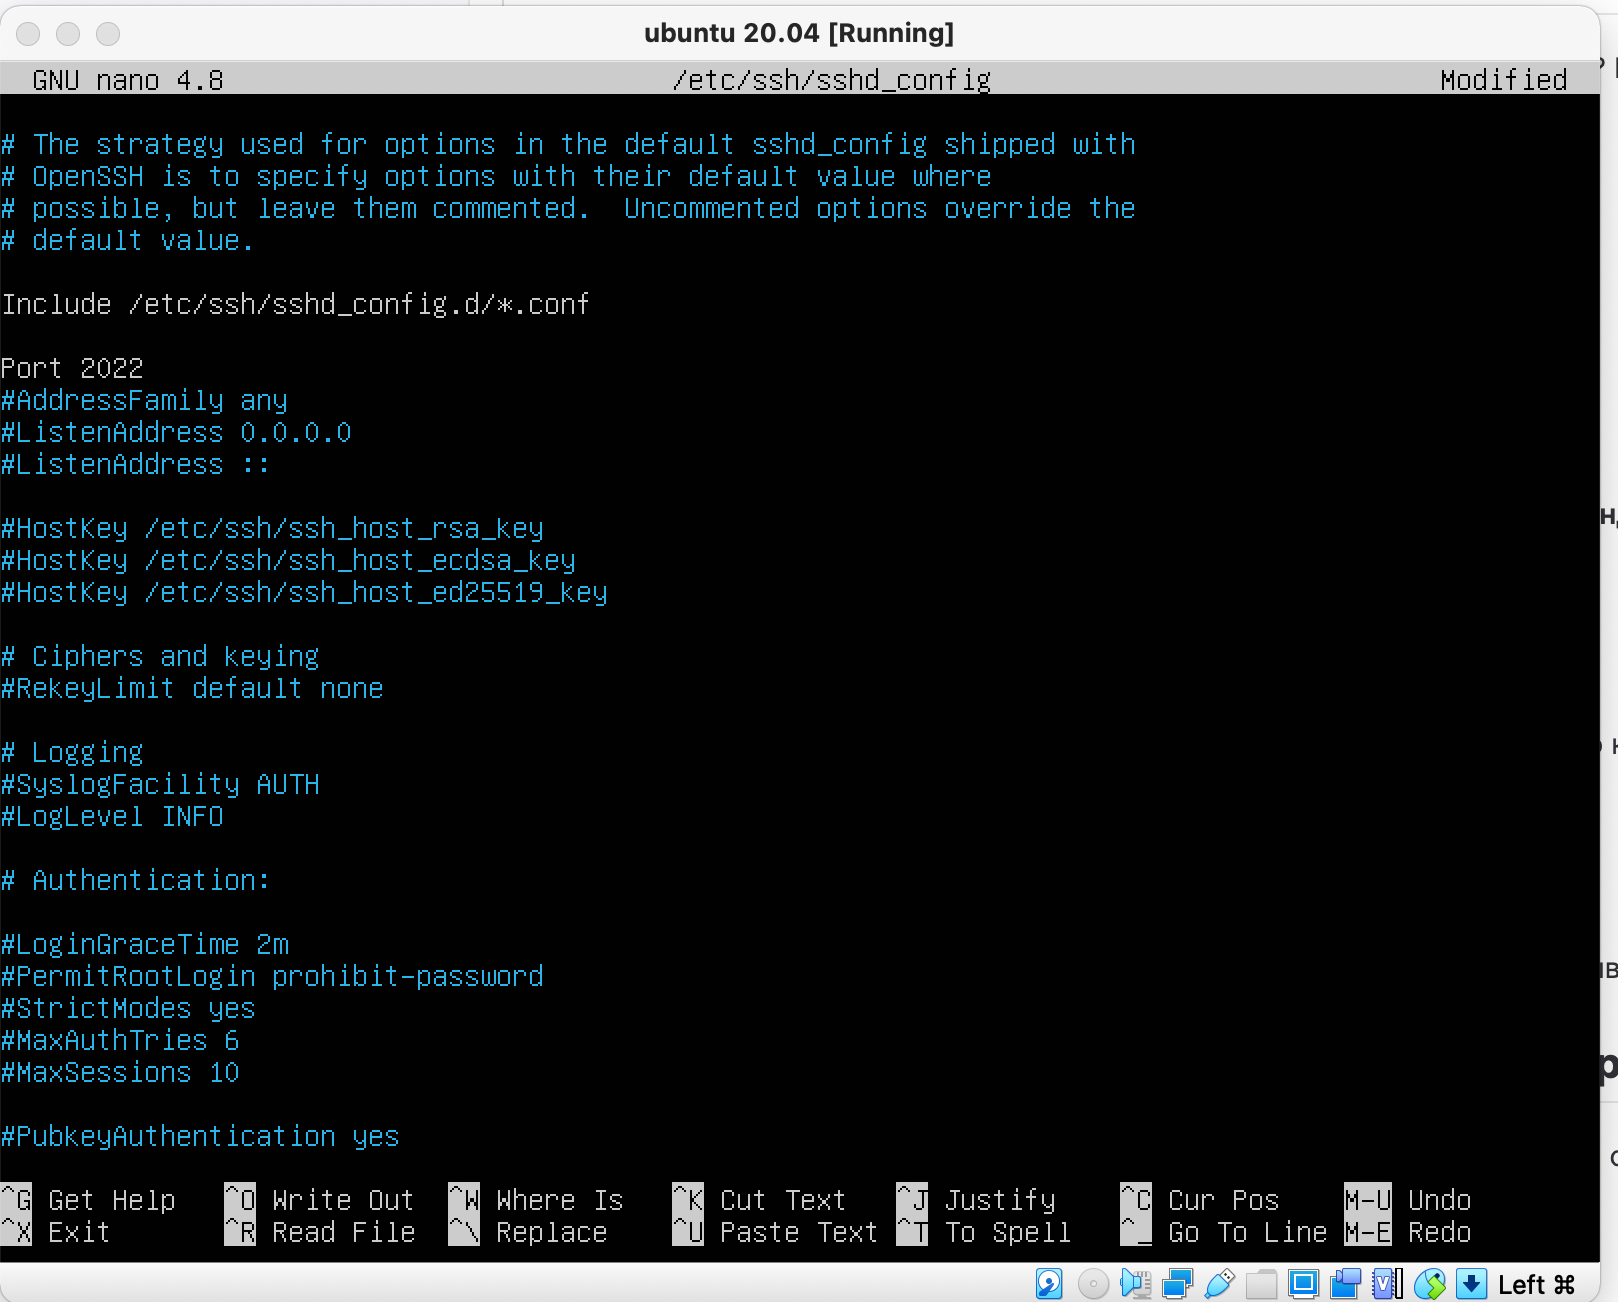 ubuntu 20.04 [Running]
GNU nano 4.8 /etc/ssh/sshd_config Modified
# The strategy used for options in the default sshd_config shipped with
# OpenSSH is to specify options with their default value where
# possible, but leave them commented.  Uncommented options override the
# default value.
Include /etc/ssh/sshd_config.d/*.conf
Port 2022
#AddressFamily any
#ListenAddress 0.0.0.0
#ListenAddress ::
#HostKey /etc/ssh/ssh_host_rsa_key
#HostKey /etc/ssh/ssh_host_ecdsa_key
#HostKey /etc/ssh/ssh_host_ed25519_key
# Ciphers and keying
#RekeyLimit default none
# Logging
#SyslogFacility AUTH
#LogLevel INFO
# Authentication:
#LoginGraceTime 2m
#PermitRootLogin prohibit-password
#StrictModes yes
#MaxAuthTries 6
#MaxSessions 10
#PubkeyAuthentication yes
^G Get Help ^O Write Out ^W Where Is ^K Cut Text ^J Justify ^C Cur Pos M-U Undo
^X Exit ^R Read File ^\ Replace ^U Paste Text ^T To Spell ^_ Go To Line M-E Redo
Left ⌘